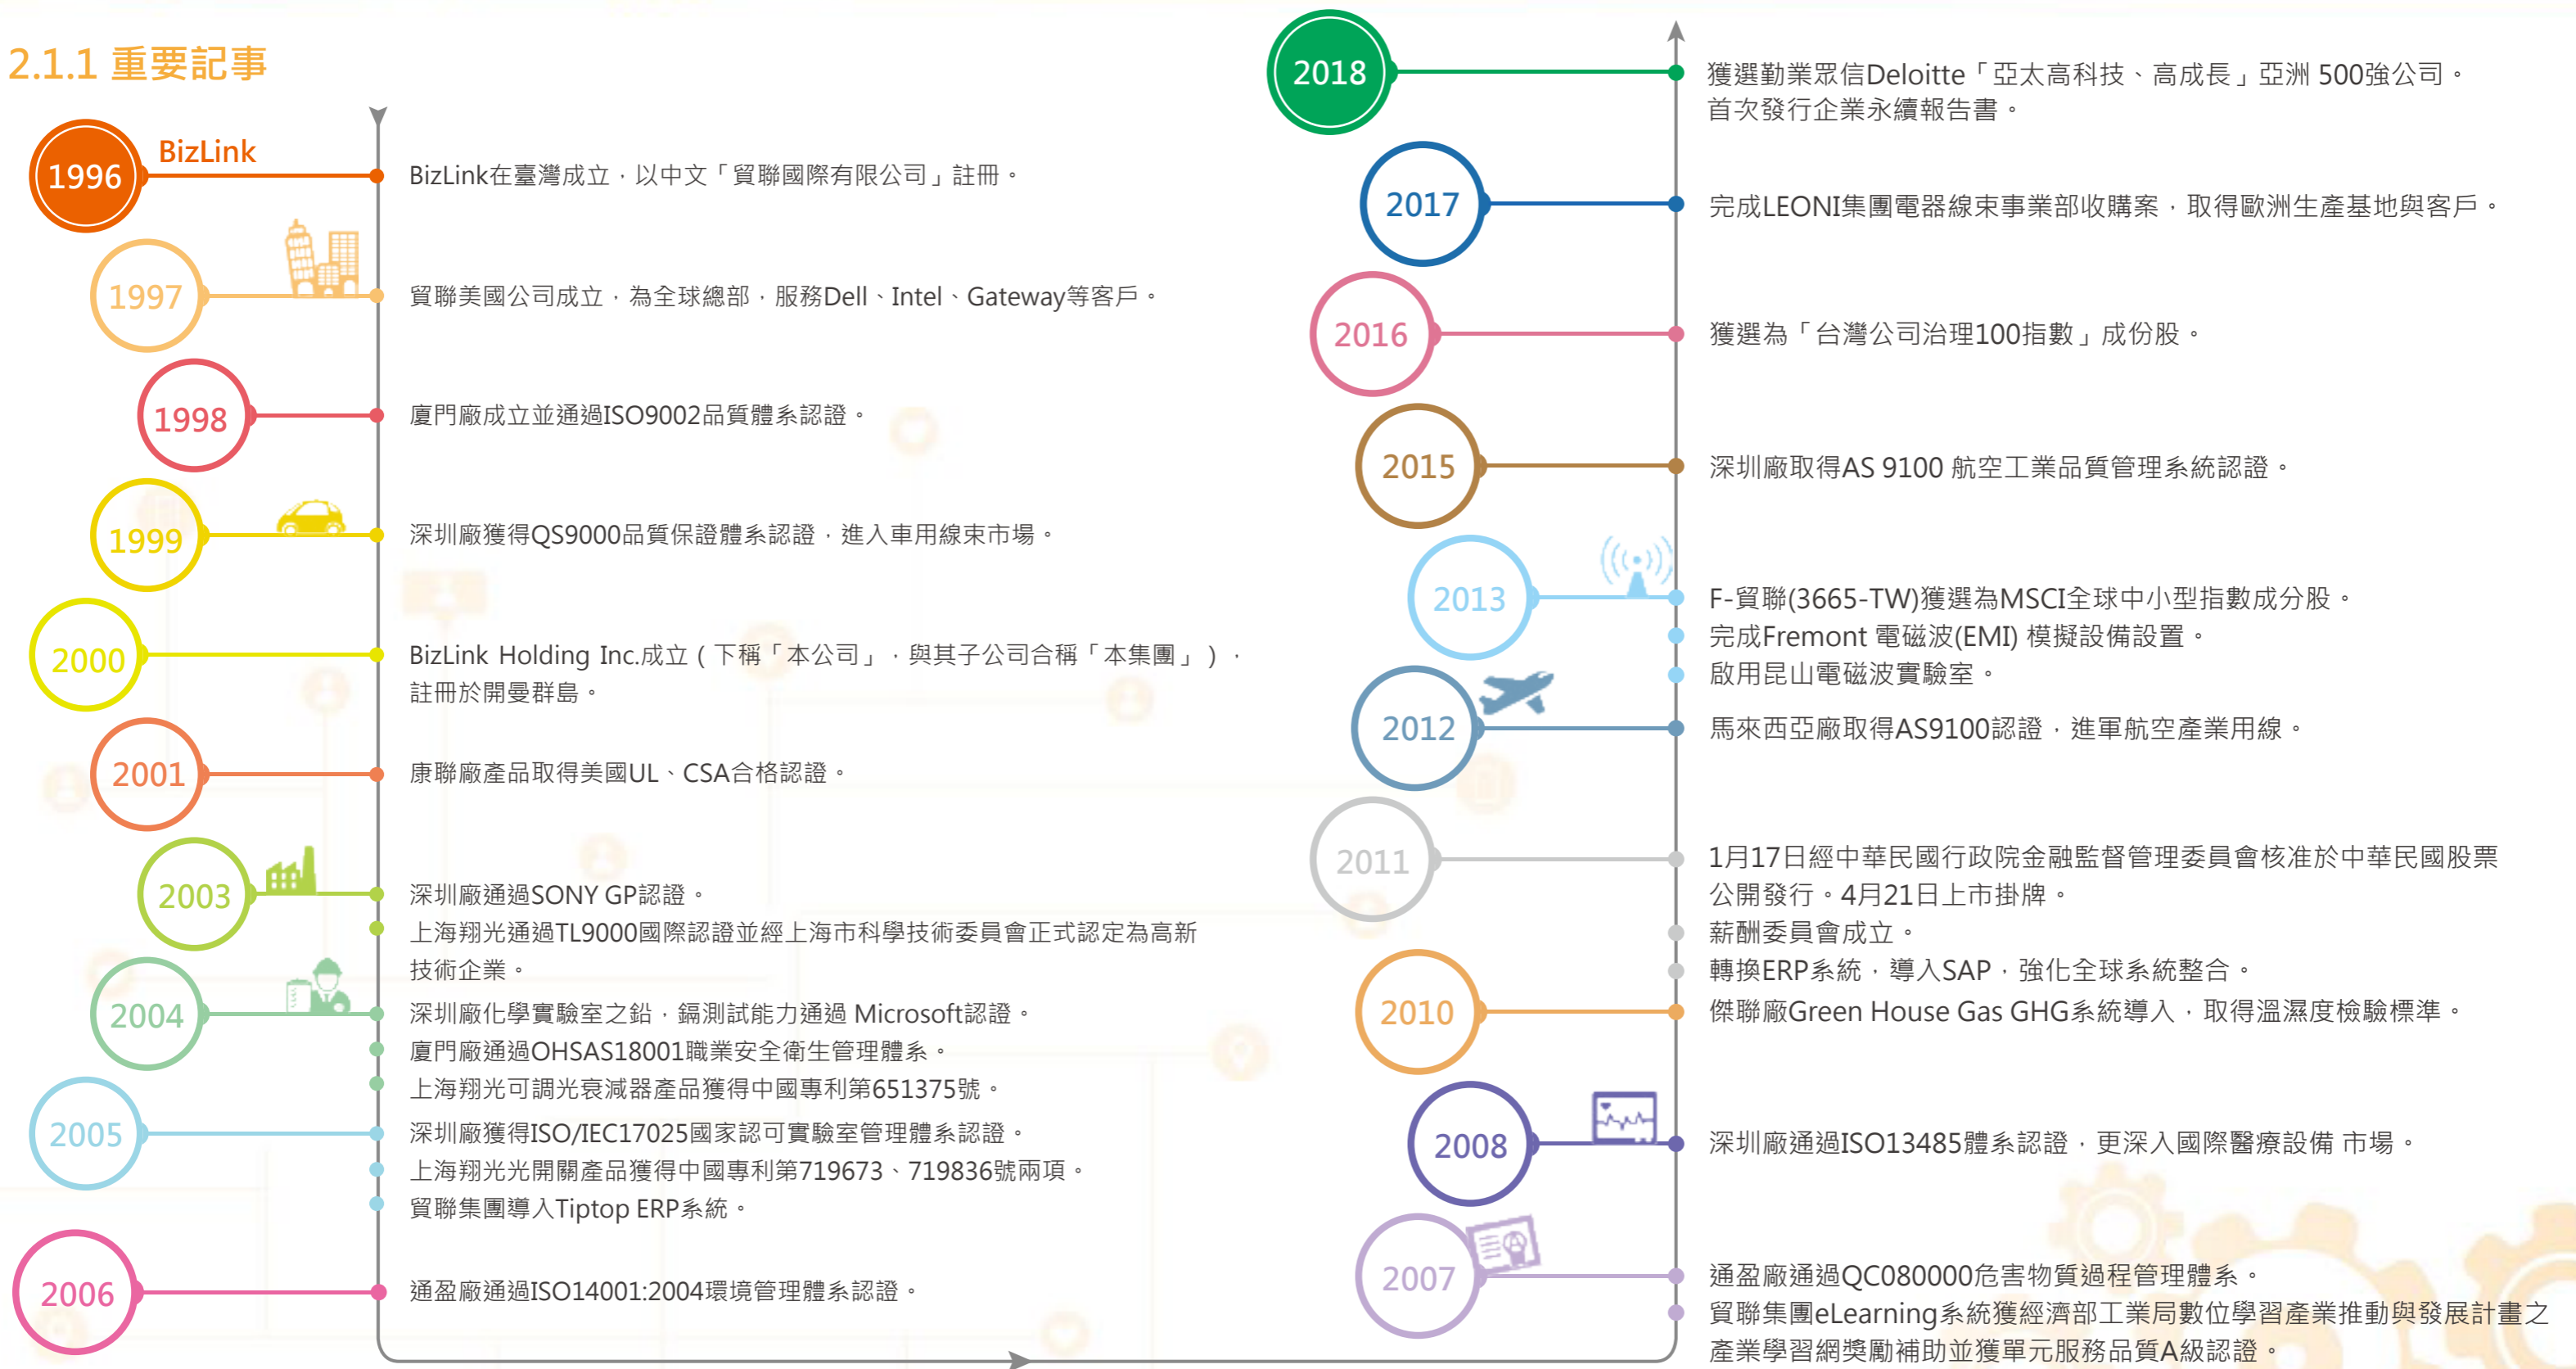 2.1.1 重要記事
1996
BizLink
BizLink在臺灣成立，以中文「貿聯國際有限公司」註冊。
1997
貿聯美國公司成立，為全球總部，服務Dell、Intel、Gateway等客戶。
1998
廈門廠成立並通過ISO9002品質體系認證。
1999
深圳廠獲得QS9000品質保證體系認證，進入車用線束市場。
2000
BizLink Holding Inc.成立（下稱「本公司」，與其子公司合稱「本集團」），
註冊於開曼群島。
2001
康聯廠產品取得美國UL、CSA合格認證。
2003
深圳廠通過SONY GP認證。
上海翔光通過TL9000國際認證並經上海市科學技術委員會正式認定為高新
技術企業。
2004
深圳廠化學實驗室之鉛，鎘測試能力通過 Microsoft認證。
廈門廠通過OHSAS18001職業安全衛生管理體系。
上海翔光可調光衰減器產品獲得中國專利第651375號。
2005
深圳廠獲得ISO/IEC17025國家認可實驗室管理體系認證。
上海翔光光開關產品獲得中國專利第719673、719836號兩項。
貿聯集團導入Tiptop ERP系統。
2006
通盈廠通過ISO14001:2004環境管理體系認證。
2018
獲選勤業眾信Deloitte「亞太高科技、高成長」亞洲 500強公司。
首次發行企業永續報告書。
2017
完成LEONI集團電器線束事業部收購案，取得歐洲生產基地與客戶。
2016
獲選為「台灣公司治理100指數」成份股。
2015
深圳廠取得AS 9100 航空工業品質管理系統認證。
2013
F-貿聯(3665-TW)獲選為MSCI全球中小型指數成分股。
完成Fremont 電磁波(EMI) 模擬設備設置。
啟用昆山電磁波實驗室。
2012
馬來西亞廠取得AS9100認證，進軍航空產業用線。
2011
1月17日經中華民國行政院金融監督管理委員會核准於中華民國股票
公開發行。4月21日上市掛牌。
薪酬委員會成立。
轉換ERP系統，導入SAP，強化全球系統整合。
2010
傑聯廠Green House Gas GHG系統導入，取得溫濕度檢驗標準。
2008
深圳廠通過ISO13485體系認證，更深入國際醫療設備 市場。
2007
通盈廠通過QC080000危害物質過程管理體系。
貿聯集團eLearning系統獲經濟部工業局數位學習產業推動與發展計畫之
產業學習網獎勵補助並獲單元服務品質A級認證。